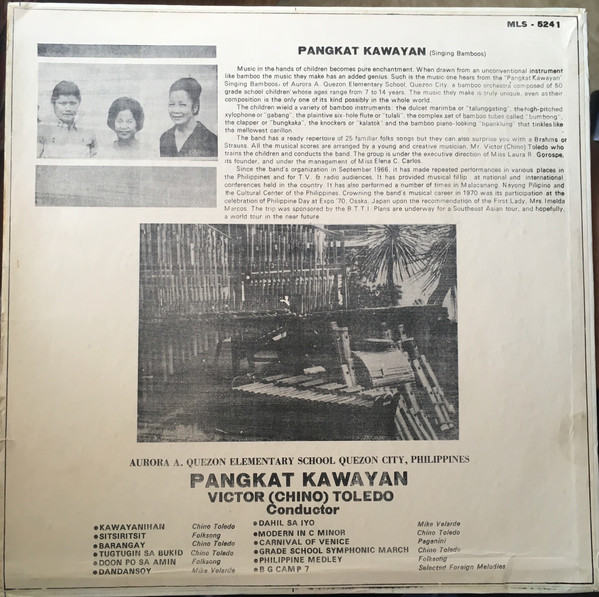 MLS - 5241
PANGKAT KAWAYAN (Singing Bamboos)
Music in the hands of children becomes pure enchantment. When drawn from an unconventional instrument
like bamboo the music they make has an added genius. Such is the music one hears from the "Pangkat Kawayan"
Singing Bamboos, of Aurora A. Quezon Elementary School, Quezon City, a bamboo orchestra composed of 50
grade school children whose ages range from 7 to 14 years. The music they make is truly unique, even as their
composition is the only one of its kind possibly in the whole world.
The children wield a variety of bamboo instruments: the dulcet marimba or "talunggating", the high-pitched
xylophone or "gabang", the plaintive six-hole flute or "tulali", the complex set of bamboo tubes called "bumbong",
the clapper or "bungkaka", the knockers or "kalatok" and the bamboo piano-looking "tipangklung" that tinkles like
the mellowest carillon.
The band has a ready repertoire of 25 familiar folks songs but they can also surprise you with a Brahms or
Strauss. All the musical scores are arranged by a young and creative musician, Mr. Victor (Chino) Toledo who
trains the children and conducts the band. The group is under the executive direction of Miss Laura R. Gorospe,
its founder, and under the management of Miss Elena C. Carlos.
Since the band's organization in September 1966, it has made repeated performances in various places in
the Philippines and for T.V. & radio audiences. It has provided musical fillip at national and international
conferences held in the country. It has also performed a number of times in Malacanang, Nayong Pilipino and
the Cultural Center of the Philippines. Crowning the band's musical career in 1970 was its participation at the
celebration of Philippine Day at Expo '70, Osaka, Japan upon the recommendation of the First Lady, Mrs. Imelda
Marcos. The trip was sponsored by the B.T.T.I. Plans are underway for a Southeast Asian tour, and hopefully,
a world tour in the near future.
AURORA A. QUEZON ELEMENTARY SCHOOL QUEZON CITY, PHILIPPINES
PANGKAT KAWAYAN
VICTOR (CHINO) TOLEDO
Conductor
• KAWAYANIHAN Chino Toledo
• SITSIRITSIT Folksong
• BARANGAY Chino Toledo
• TUGTUGIN SA BUKID Chino Toledo
• DOON PO SA AMIN Folksong
• DANDANSOY Mike Velarde
• DAHIL SA IYO Mike Velarde
• MODERN IN C MINOR Chino Toledo
• CARNIVAL OF VENICE Paganini
• GRADE SCHOOL SYMPHONIC MARCH Chino Toledo
• PHILIPPINE MEDLEY Folksong
• B G CAMP 7 Selected Foreign Melodies